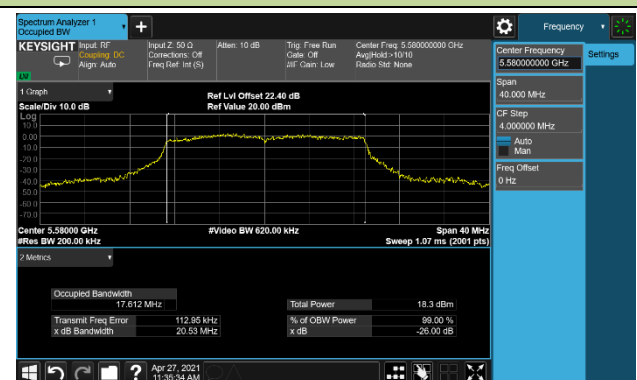 Spectrum Analyzer 1
Occupied BW
Frequency
KEYSIGHT
Input: RF
Coupling: DC
Align: Auto
Input Z: 50 Ω
Corrections: Off
Freq Ref: Int (S)
Atten: 10 dB
Trig: Free Run
Gate: Off
#IF Gain: Low
Center Freq: 5.580000000 GHz
Avg|Hold:>10/10
Radio Std: None
Center Frequency
5.580000000 GHz
Settings
Span
40.000 MHz
CF Step
4.000000 MHz
Auto
Man
Freq Offset
0 Hz
1 Graph
Scale/Div 10.0 dB
Ref Lvl Offset 22.40 dB
Ref Value 20.00 dBm
Log
10.0
0.00
-10.0
-20.0
-30.0
-40.0
-50.0
-60.0
-70.0
Center 5.58000 GHz
#Res BW 200.00 kHz
#Video BW 620.00 kHz
Span 40 MHz
Sweep 1.07 ms (2001 pts)
2 Metrics
Occupied Bandwidth
17.612 MHz
Total Power 18.3 dBm
Transmit Freq Error 112.95 kHz
% of OBW Power 99.00 %
x dB Bandwidth 20.53 MHz
x dB -26.00 dB
?
Apr 27, 2021
11:35:34 AM